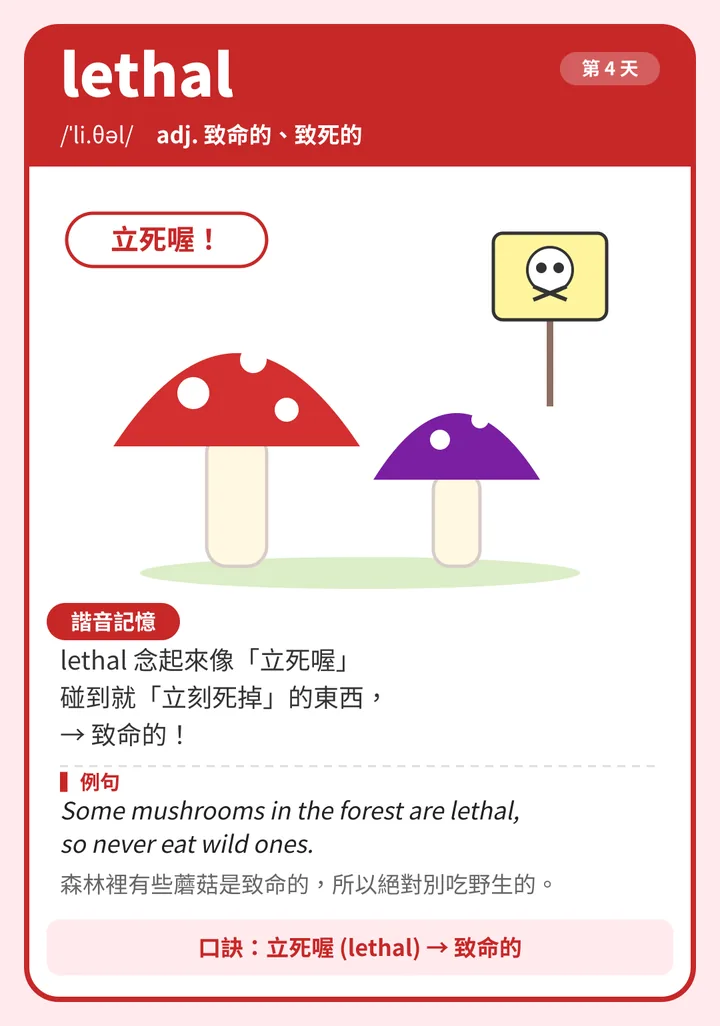 lethal
第 4 天
/ˈli.θəl/ adj. 致命的、致死的
立死喔！
諧音記憶
lethal 念起來像「立死喔」
碰到就「立刻死掉」的東西，
→ 致命的！
例句
Some mushrooms in the forest are lethal,
so never eat wild ones.
森林裡有些蘑菇是致命的，所以絕對別吃野生的。
口訣：立死喔 (lethal) → 致命的